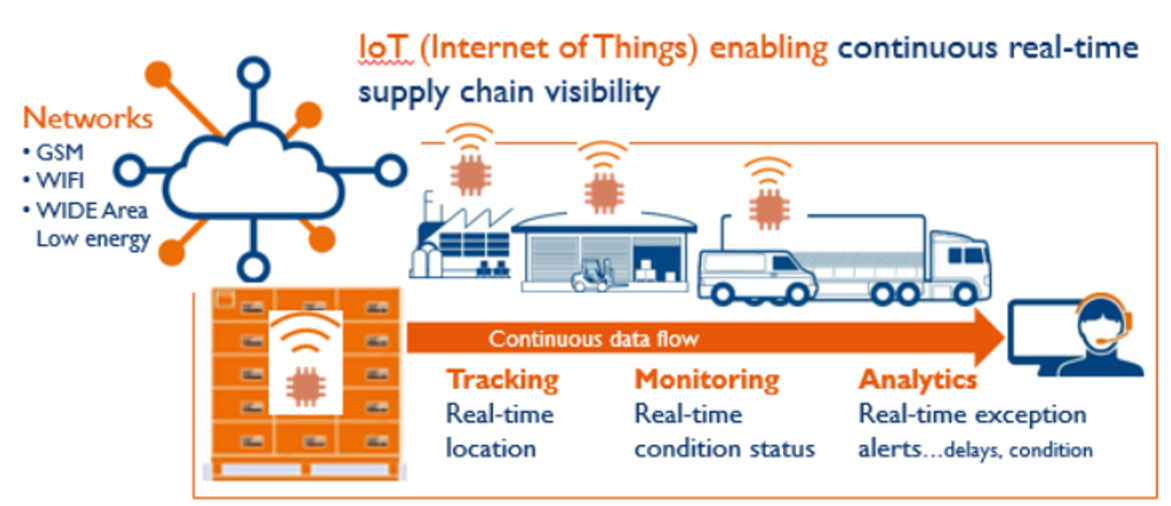 IoT (Internet of Things) enabling continuous real-time
supply chain visibility
Networks
• GSM
• WIFI
• WIDE Area
Low energy
Continuous data flow
Tracking
Real-time
location
Monitoring
Real-time
condition status
Analytics
Real-time exception
alerts...delays, condition